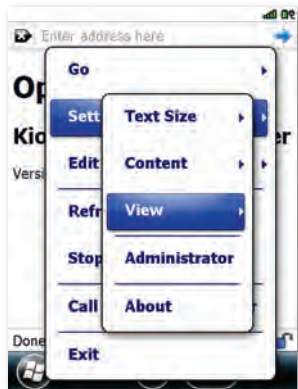 Enter address here
Go
Op
Sett
Text Size
Kio
er
Edit
Content
Versi
Refr
View
Stop
Administrator
Call
About
r
Done
Exit